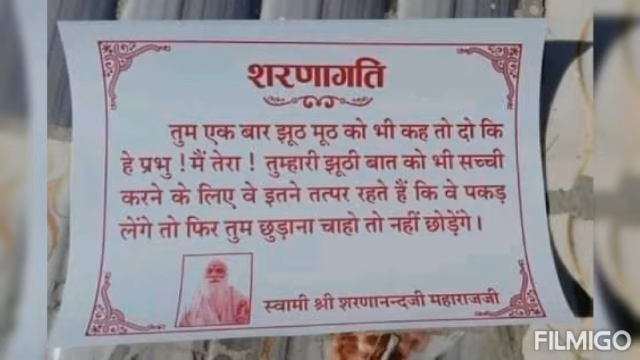 शरणागति
तुम एक बार झूठ मूठ को भी कह तो दो कि
हे प्रभु ! मैं तेरा ! तुम्हारी झूठी बात को भी सच्ची
करने के लिए वे इतने तत्पर रहते हैं कि वे पकड़
लेंगे तो फिर तुम छुड़ाना चाहो तो नहीं छोड़ेंगे ।
स्वामी श्री शरणानन्दजी महाराजजी
FILMIGO